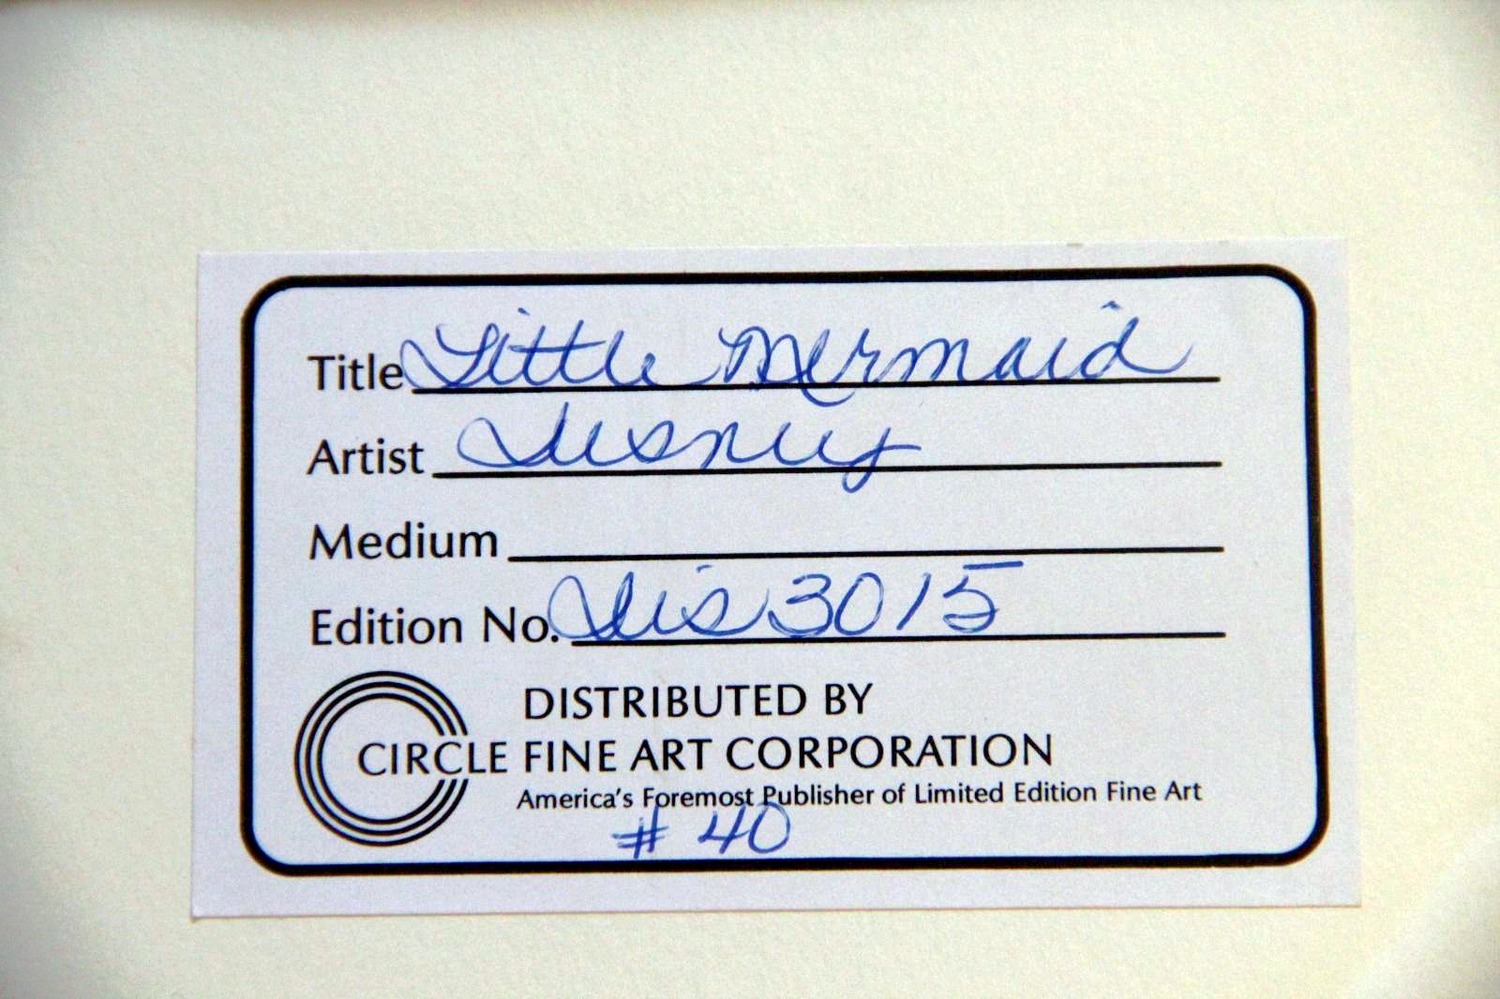 Title Little Mermaid
Artist Disney
Medium
Edition No. Dis 3015
DISTRIBUTED BY
CIRCLE FINE ART CORPORATION
America's Foremost Publisher of Limited Edition Fine Art
# 40